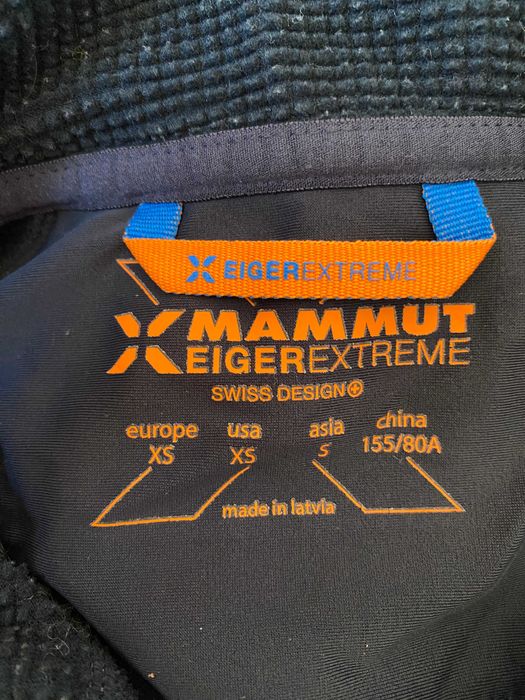 EIGEREXTREME
MAMMUT
EIGEREXTREME
SWISS DESIGN
europe usa asia china
XS XS S 155/80A
made in latvia